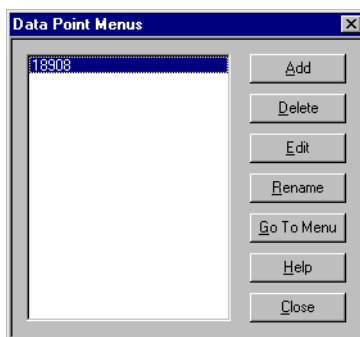 Data Point Menus
18908
Add
Delete
Edit
Rename
Go To Menu
Help
Close